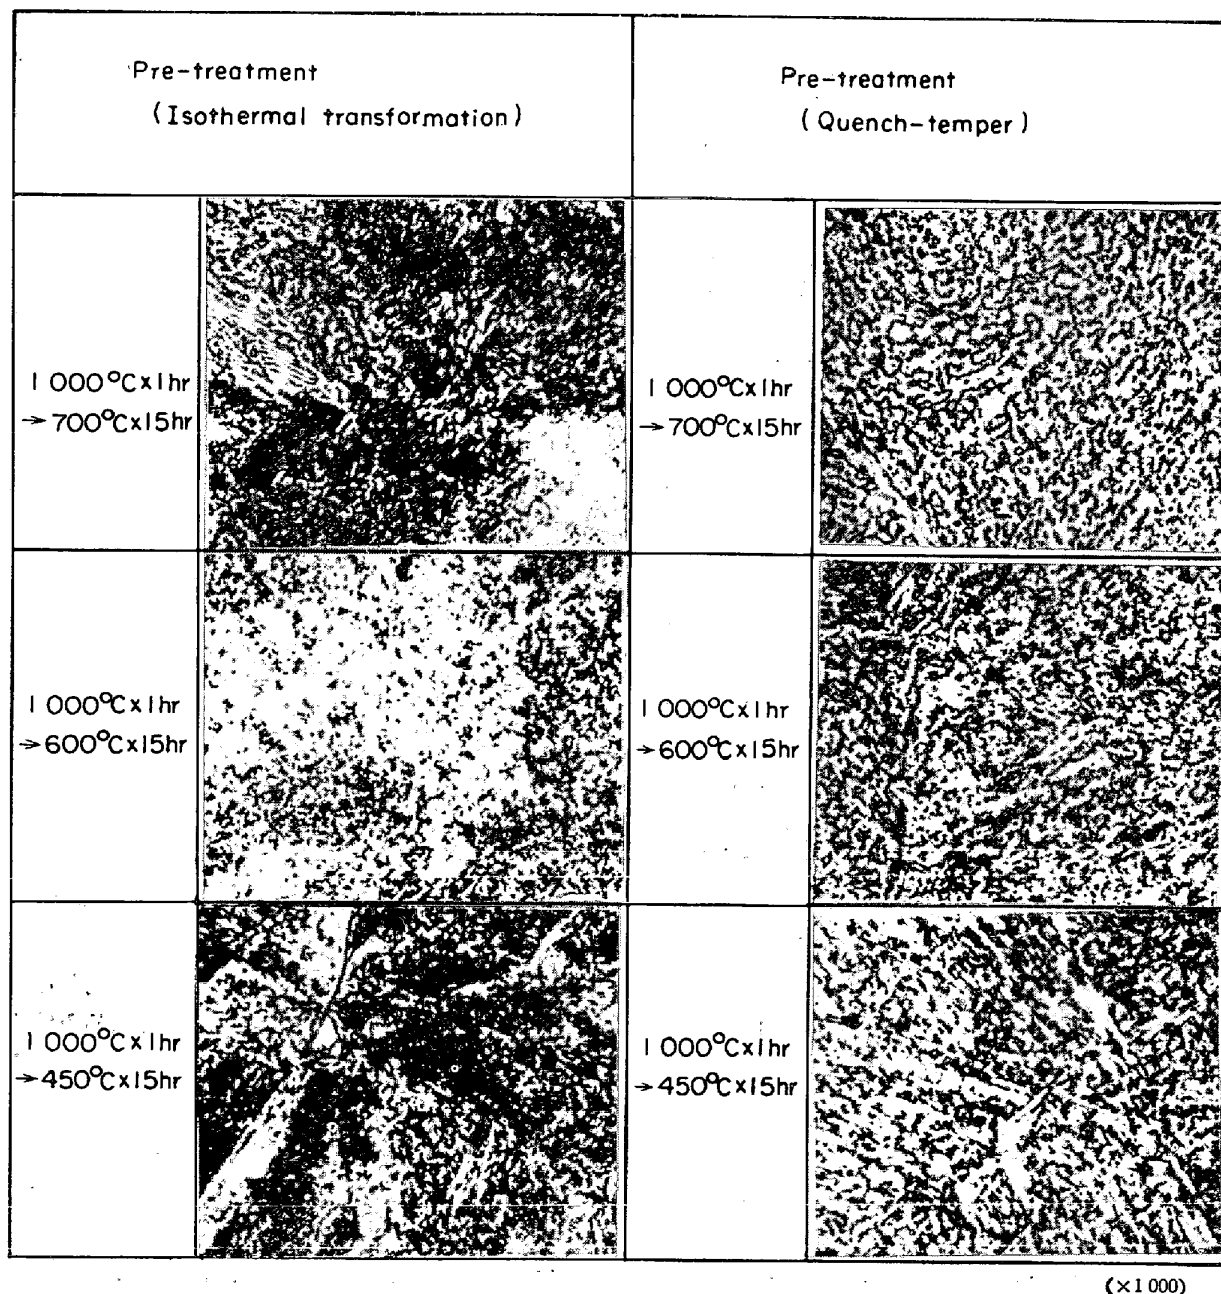 Pre-treatment
(Isothermal transformation)
Pre-treatment
(Quench-temper)
1 000°C×1hr
→700°C×15hr
1 000°C×1hr
→700°C×15hr
1 000°C×1hr
→600°C×15hr
1 000°C×1hr
→600°C×15hr
1 000°C×1hr
→450°C×15hr
1 000°C×1hr
→450°C×15hr
(×1 000)